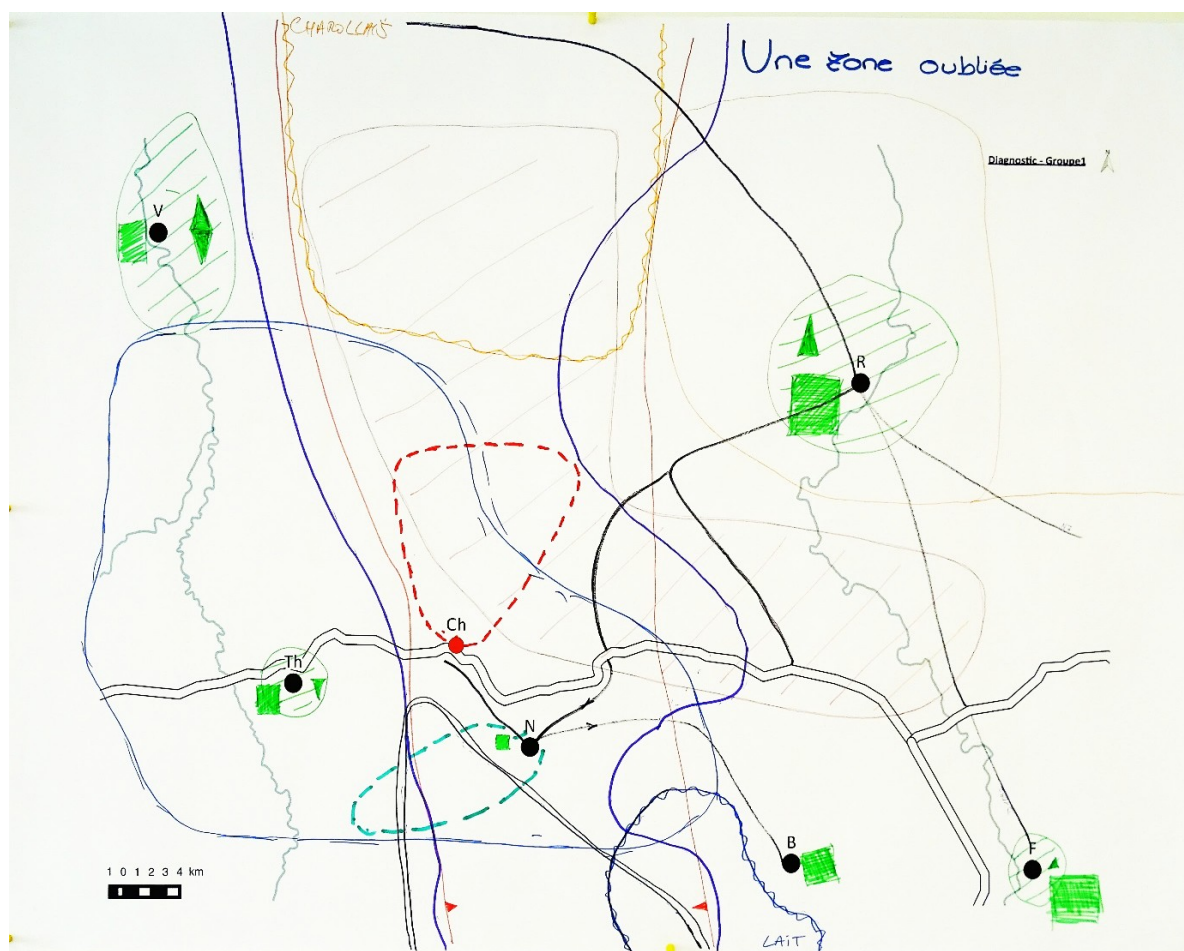 CHAROLLAIS
Une zone oubliée
Diagnostic - Groupe1
V
R
Ch
Th
N
B
F
1 0 1 2 3 4 km
LAIT